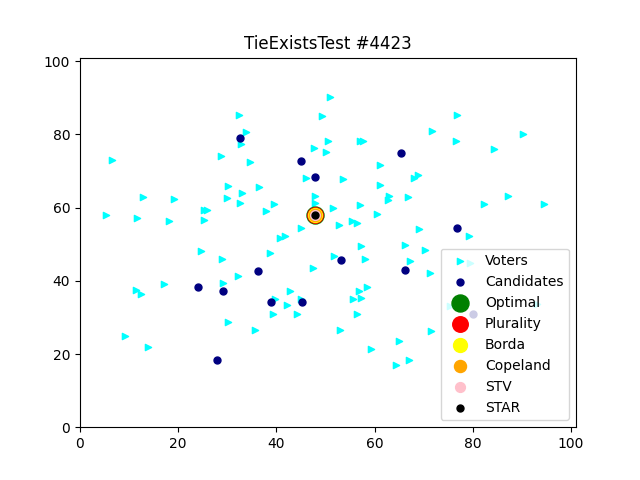 TieExistsTest #4423
100
80
60
40
20
0
0 20 40 60 80 100
Voters
Candidates
Optimal
Plurality
Borda
Copeland
STV
STAR